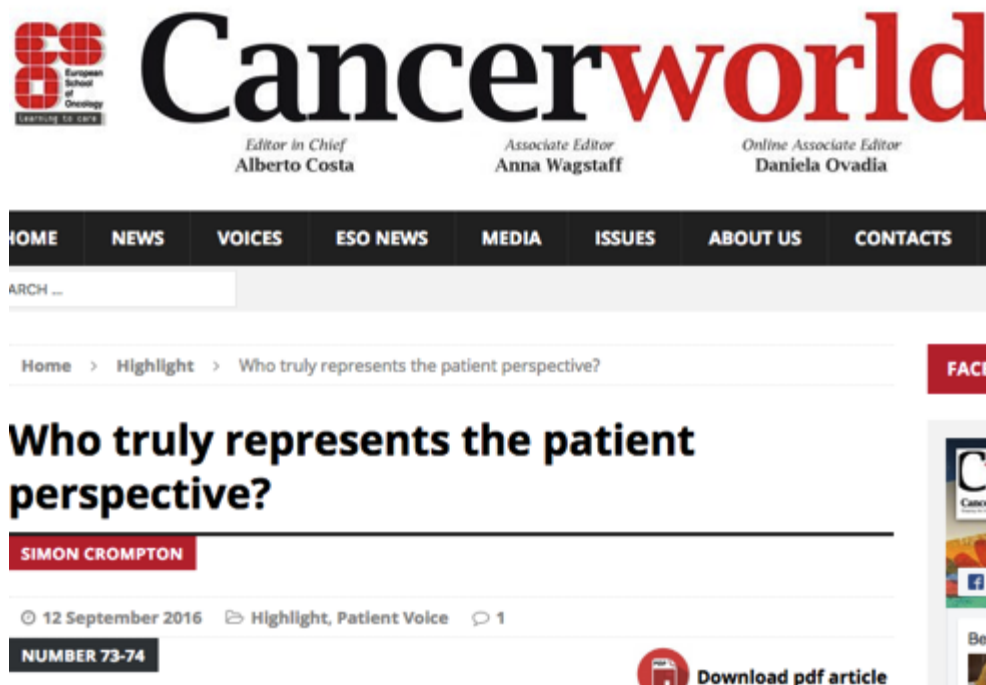 European
School
of
Oncology
Learning to care
Cancerworld
Editor in Chief
Alberto Costa
Associate Editor
Anna Wagstaff
Online Associate Editor
Daniela Ovadia
HOME NEWS VOICES ESO NEWS MEDIA ISSUES ABOUT US CONTACTS
ARCH ...
Home > Highlight > Who truly represents the patient perspective?
FACE
Who truly represents the patient
perspective?
SIMON CROMPTON
12 September 2016 Highlight, Patient Voice 1
NUMBER 73-74
Download pdf article
Be